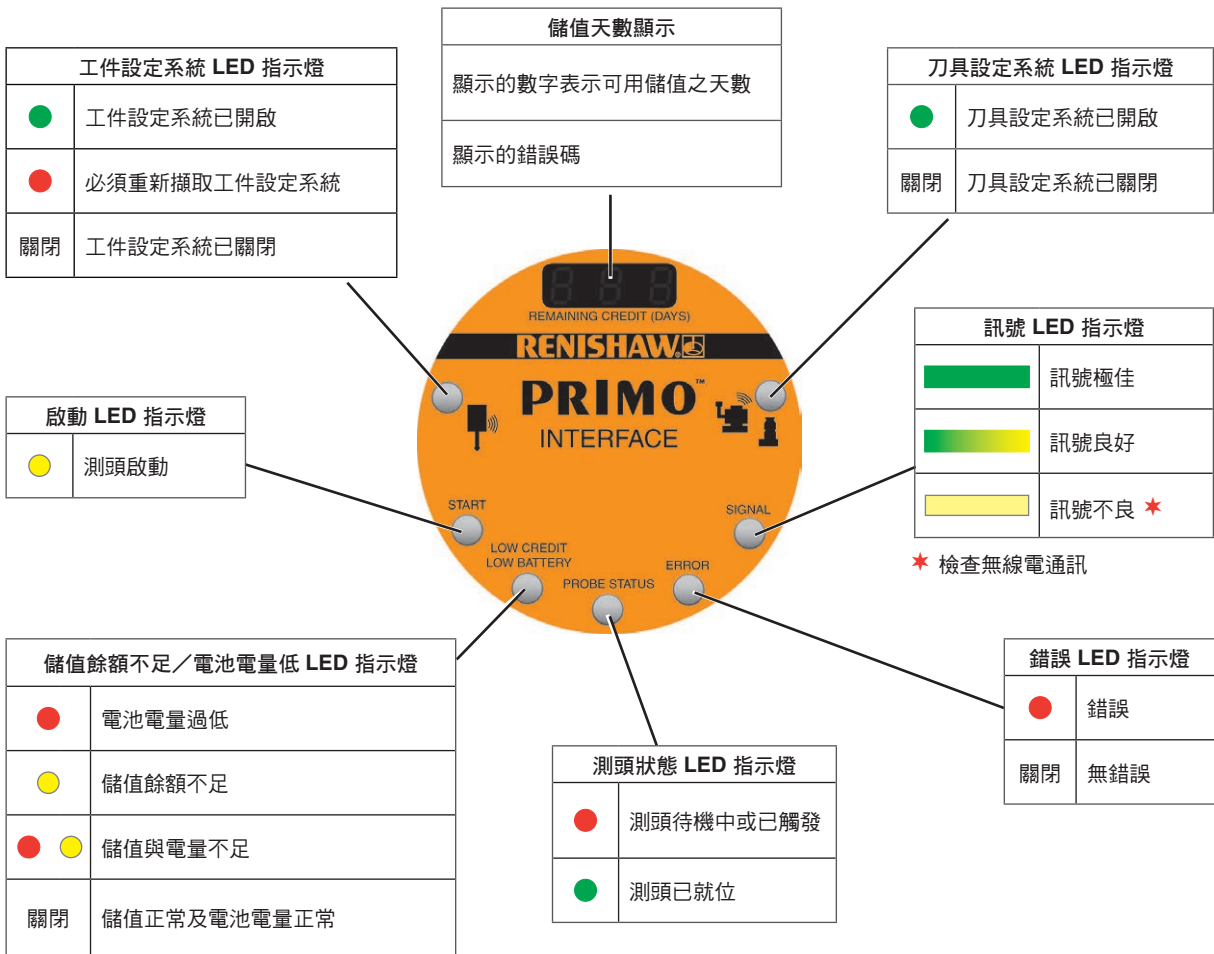 儲值天數顯示
顯示的數字表示可用儲值之天數
顯示的錯誤碼
工件設定系統 LED 指示燈
工件設定系統已開啟
必須重新擷取工件設定系統
關閉 工件設定系統已關閉
刀具設定系統 LED 指示燈
刀具設定系統已開啟
關閉 刀具設定系統已關閉
888
REMAINING CREDIT (DAYS)
RENISHAW
PRIMO™
INTERFACE
START
LOW CREDIT
LOW BATTERY
PROBE STATUS
ERROR
SIGNAL
訊號 LED 指示燈
訊號極佳
訊號良好
訊號不良 ✶
✶ 檢查無線電通訊
啟動 LED 指示燈
測頭啟動
儲值餘額不足／電池電量低 LED 指示燈
電池電量過低
儲值餘額不足
儲值與電量不足
關閉 儲值正常及電池電量正常
測頭狀態 LED 指示燈
測頭待機中或已觸發
測頭已就位
錯誤 LED 指示燈
錯誤
關閉 無錯誤